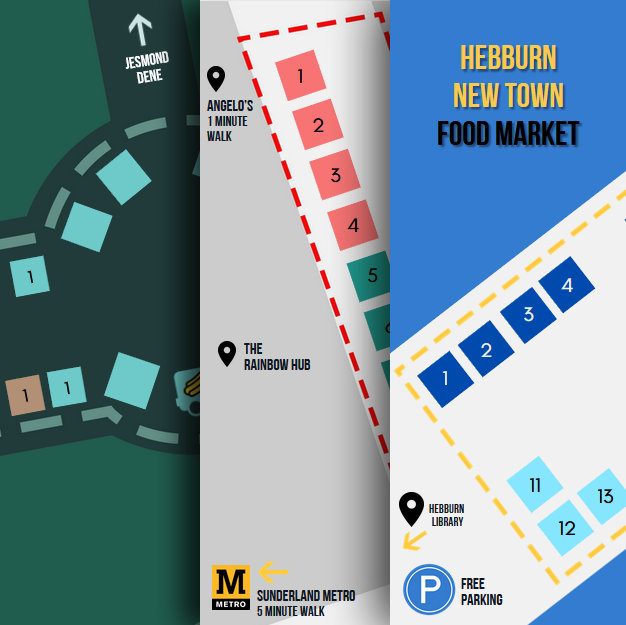 JESMOND
DENE
1
1
1
ANGELO'S
1 MINUTE
WALK
1
2
3
4
5
THE
RAINBOW HUB
M
METRO
SUNDERLAND METRO
5 MINUTE WALK
HEBBURN
NEW TOWN
FOOD MARKET
4
3
2
1
11
13
12
HEBBURN
LIBRARY
P
FREE
PARKING